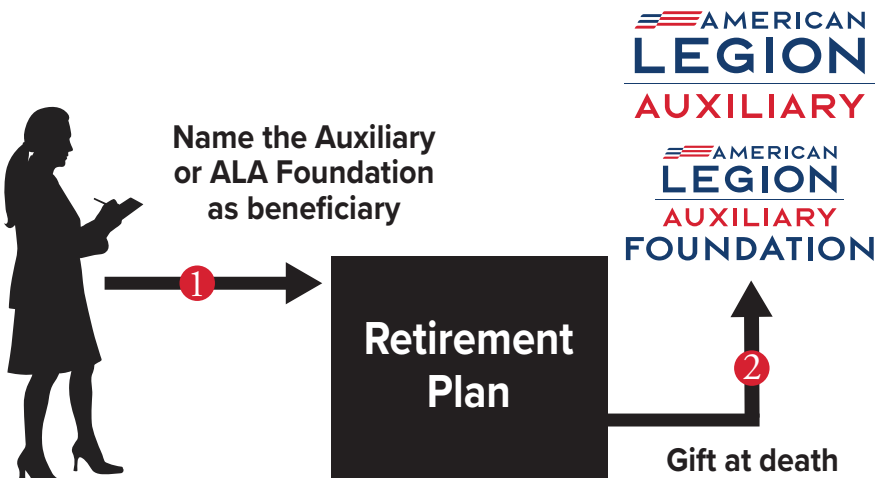 AMERICAN
LEGION
AUXILIARY
AMERICAN
LEGION
AUXILIARY
FOUNDATION
Name the Auxiliary
or ALA Foundation
as beneficiary
1
Retirement
Plan
2
Gift at death